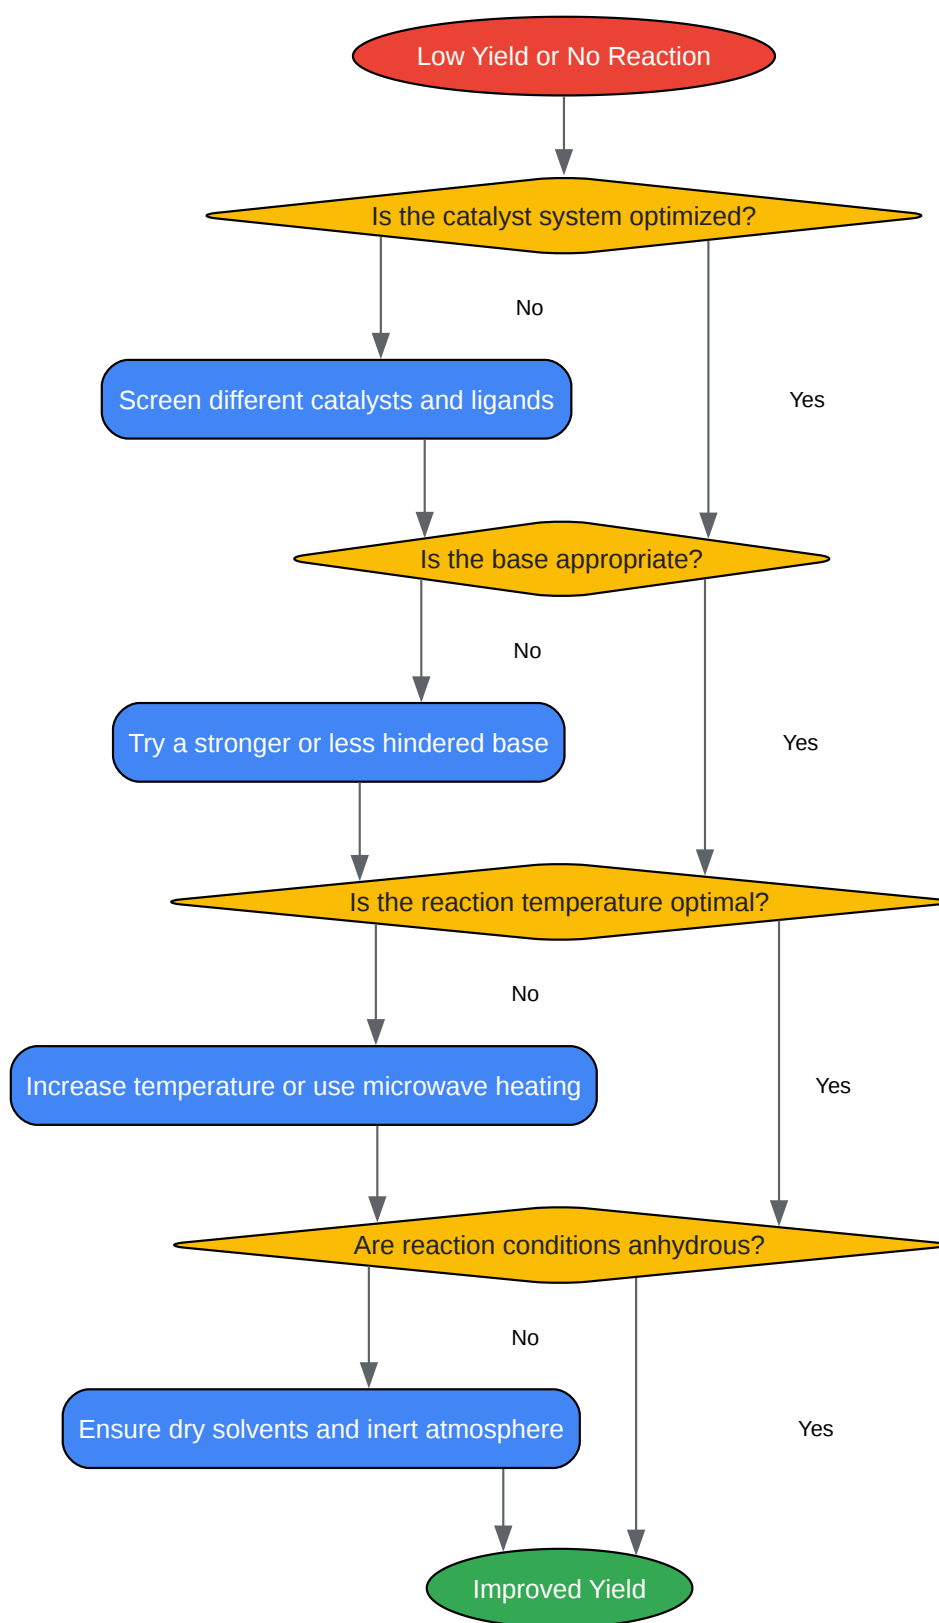 Low Yield or No Reaction
Is the catalyst system optimized?
No
Screen different catalysts and ligands
Yes
Is the base appropriate?
No
Try a stronger or less hindered base
Yes
Is the reaction temperature optimal?
No
Increase temperature or use microwave heating
Yes
Are reaction conditions anhydrous?
No
Ensure dry solvents and inert atmosphere
Yes
Improved Yield